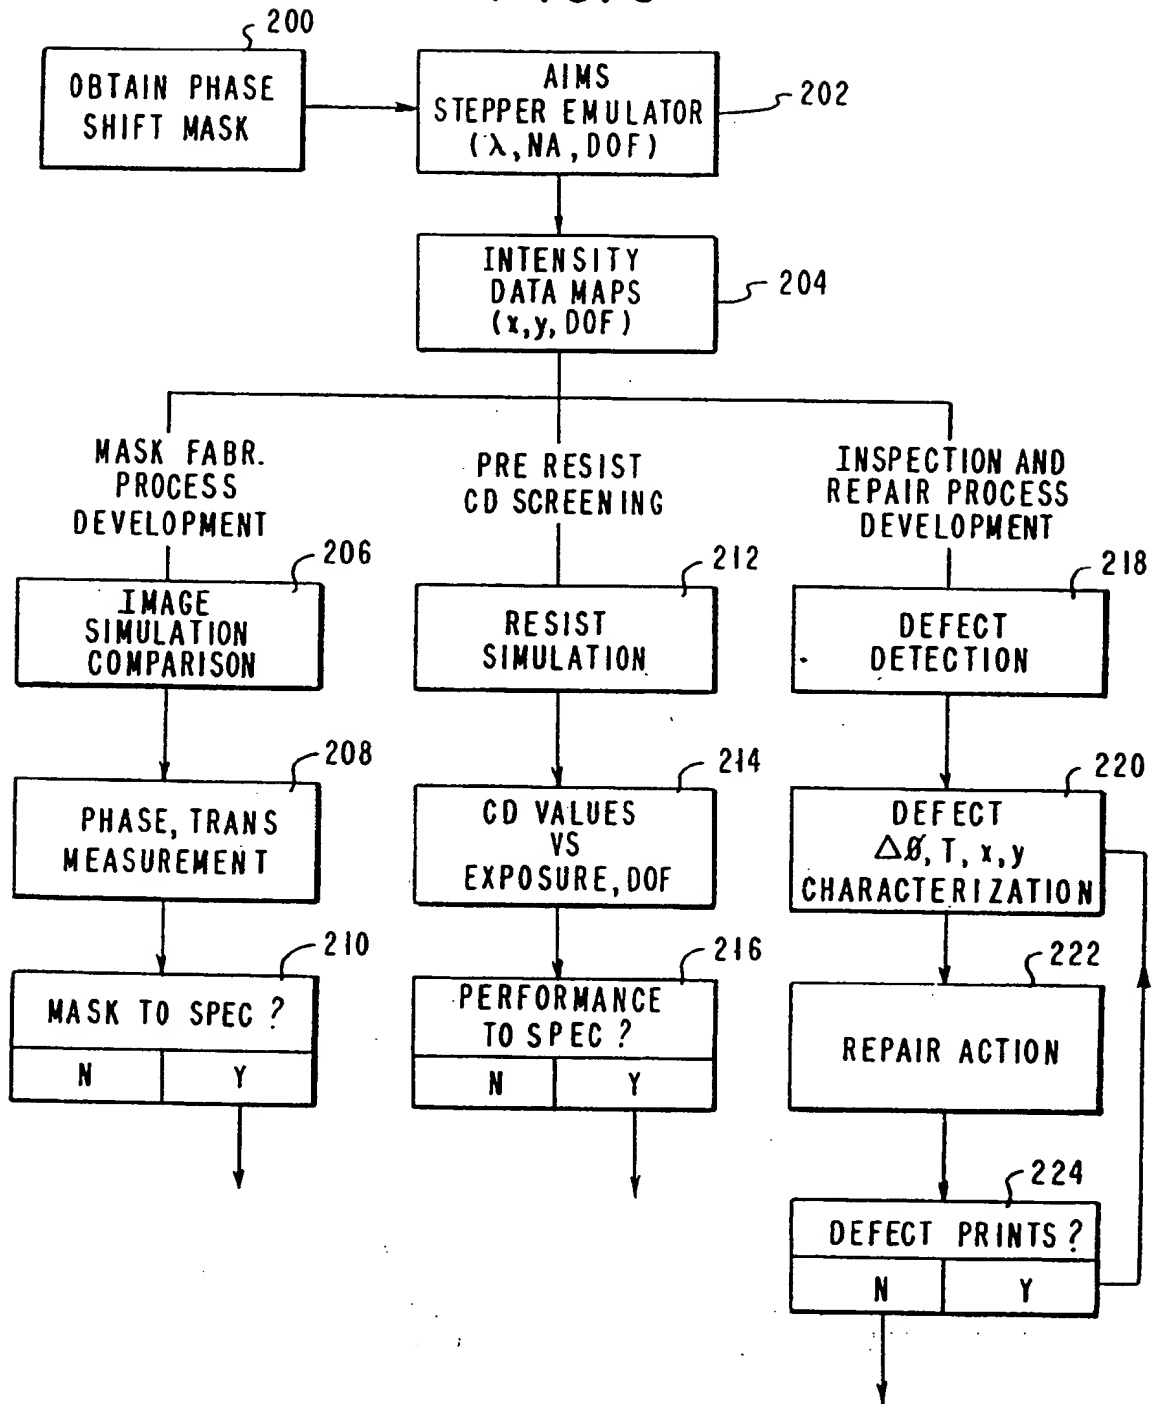 200
OBTAIN PHASE
SHIFT MASK
AIMS
STEPPER EMULATOR
(λ, NA, DOF)
202
INTENSITY
DATA MAPS
(x,y, DOF)
204
MASK FABR.
PROCESS
DEVELOPMENT
206
IMAGE
SIMULATION
COMPARISON
208
PHASE, TRANS
MEASUREMENT
210
MASK TO SPEC ?
N Y
PRE RESIST
CD SCREENING
212
RESIST
SIMULATION
214
CD VALUES
VS
EXPOSURE, DOF
216
PERFORMANCE
TO SPEC ?
N Y
INSPECTION AND
REPAIR PROCESS
DEVELOPMENT
218
DEFECT
DETECTION
220
DEFECT
Δø, T, x, y
CHARACTERIZATION
222
REPAIR ACTION
224
DEFECT PRINTS ?
N Y